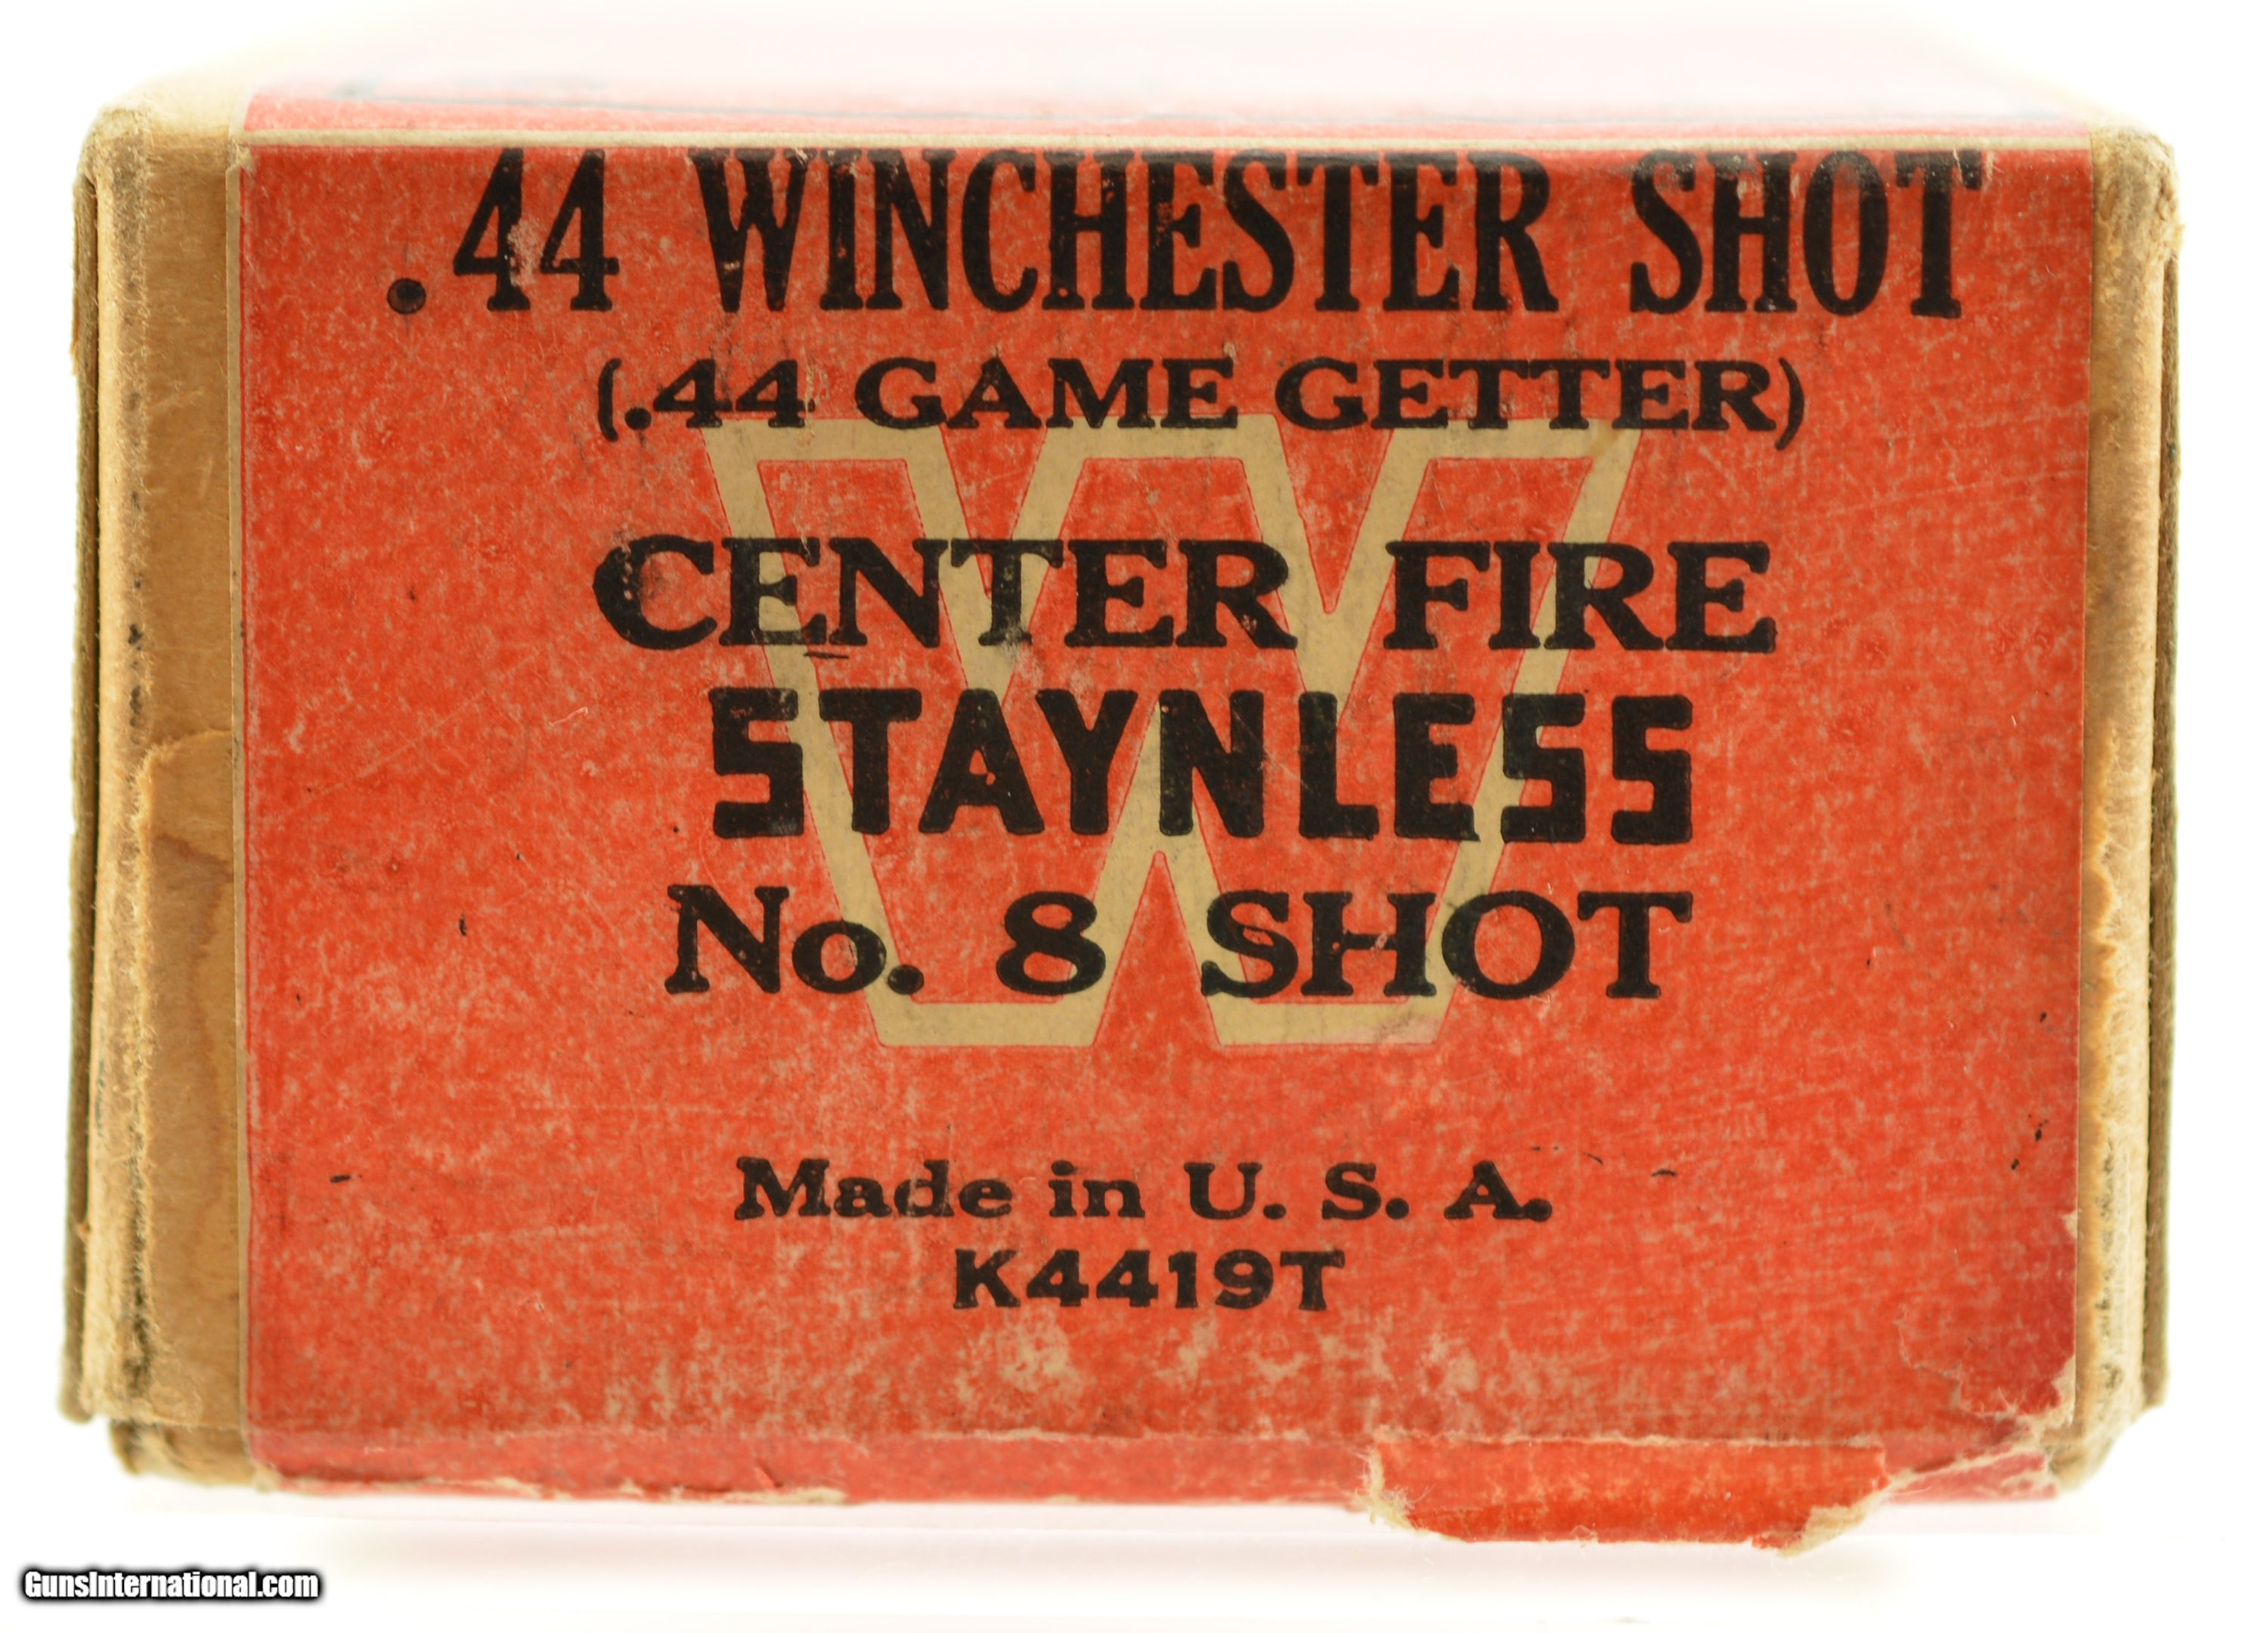 .44 WINCHESTER SHOT
(.44 GAME GETTER)
CENTER FIRE
STAYNLESS
No. 8 SHOT
W
Made in U. S. A.
K4419T
GunsInternational.com